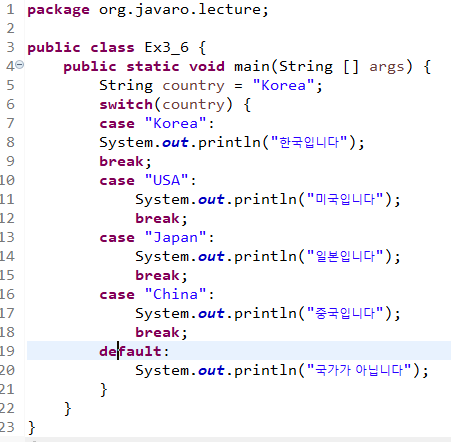 1 package org.javaro.lecture;
2
3 public class Ex3_6 {
4     public static void main(String [] args) {
5         String country = "Korea";
6         switch(country) {
7         case "Korea":
8         System.out.println("한국입니다");
9         break;
10         case "USA":
11             System.out.println("미국입니다");
12             break;
13         case "Japan":
14             System.out.println("일본입니다");
15             break;
16         case "China":
17             System.out.println("중국입니다");
18             break;
19         default:
20             System.out.println("국가가 아닙니다");
21         }
22     }
23 }